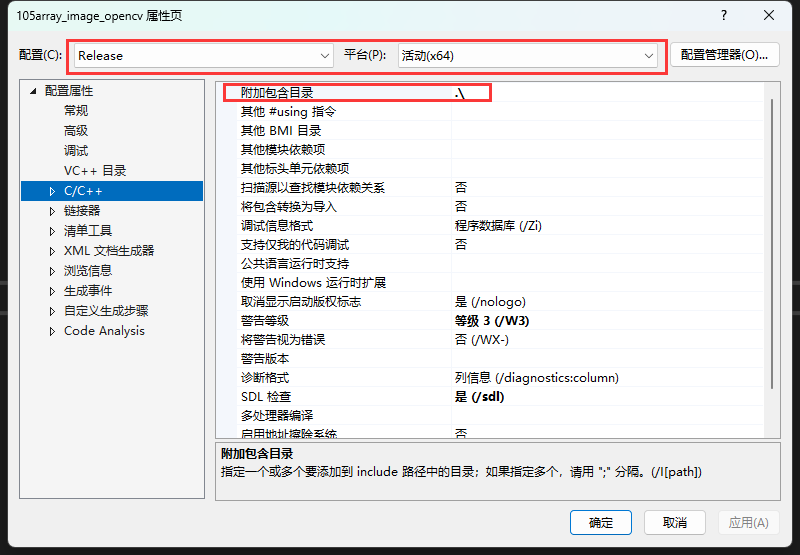 105array_image_opencv 属性页
配置(C): Release 平台(P): 活动(x64) 配置管理器(O)...
配置属性
常规
高级
调试
VC++ 目录
C/C++
链接器
清单工具
XML 文档生成器
浏览信息
生成事件
自定义生成步骤
Code Analysis
附加包含目录 .\
其他 #using 指令
其他 BMI 目录
其他模块依赖项
其他标头单元依赖项
扫描源以查找模块依赖关系 否
将包含转换为导入 否
调试信息格式 程序数据库 (/Zi)
支持仅我的代码调试 否
公共语言运行时支持
使用 Windows 运行时扩展
取消显示启动版权标志 是 (/nologo)
警告等级 等级 3 (/W3)
将警告视为错误 否 (/WX-)
警告版本
诊断格式 列信息 (/diagnostics:column)
SDL 检查 是 (/sdl)
多处理器编译
启用地址擦除系统 否
附加包含目录
指定一个或多个要添加到 include 路径中的目录；如果指定多个，请用 ";" 分隔。(/I[path])
确定 取消 应用(A)